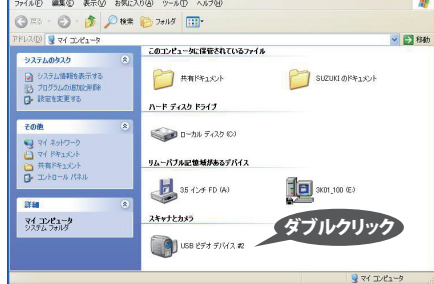 ファイル(F) 編集(E) 表示(V) お気に入り(A) ツール(T) ヘルプ(H)
戻る 検索 フォルダ
アドレス(D) マイ コンピュータ 移動
システムのタスク
システム情報を表示する
プログラムの追加と削除
設定を変更する
その他
マイ ネットワーク
マイ ドキュメント
共有ドキュメント
コントロール パネル
詳細
マイ コンピュータ
システム フォルダ
このコンピュータに保管されているファイル
共有ドキュメント SUZUKI のドキュメント
ハード ディスク ドライブ
ローカル ディスク (C:)
リムーバブル記憶域があるデバイス
3.5 インチ FD (A:) 3K01_100 (E:)
スキャナとカメラ
ダブルクリック
USB ビデオ デバイス #2
マイ コンピュータ